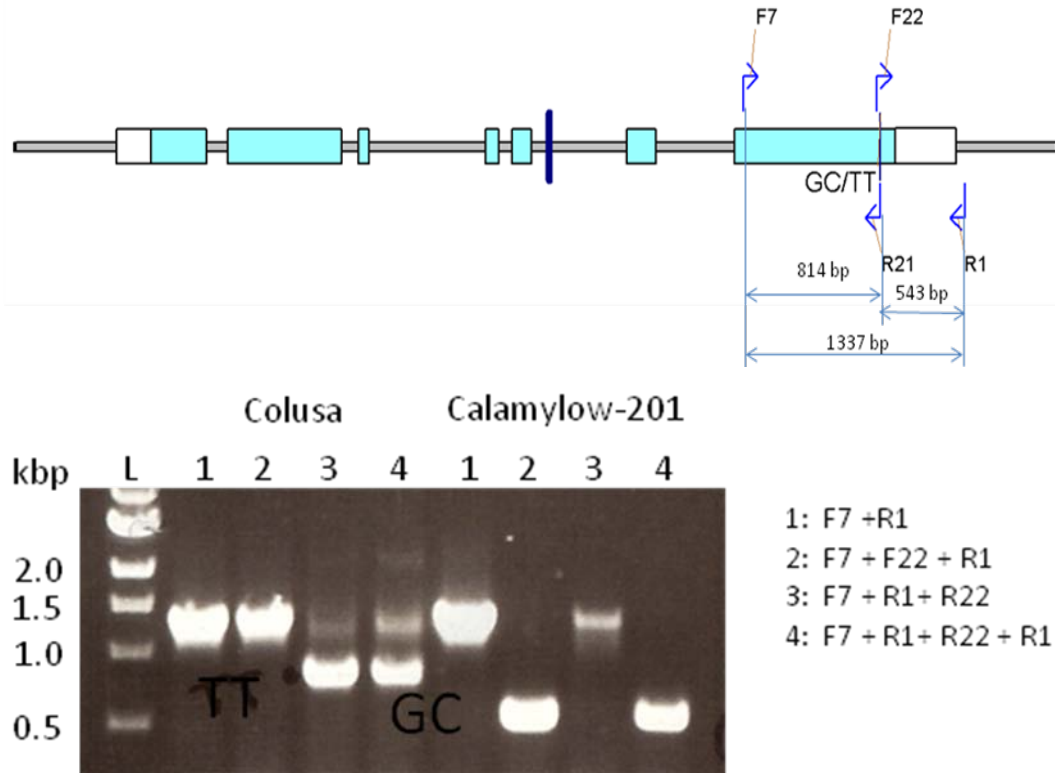 F7 F22
GC/TT
R21 R1
814 bp
543 bp
1337 bp
Colusa Calamylow-201
kbp L 1 2 3 4 1 2 3 4
2.0
1.5
1.0
0.5
TT
GC
1: F7 +R1
2: F7 + F22 + R1
3: F7 + R1+ R22
4: F7 + R1+ R22 + R1